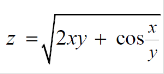 z = √(2xy + cos x/y)